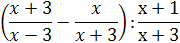 (x + 3 / x − 3 − x / x + 3) : x + 1 / x + 3